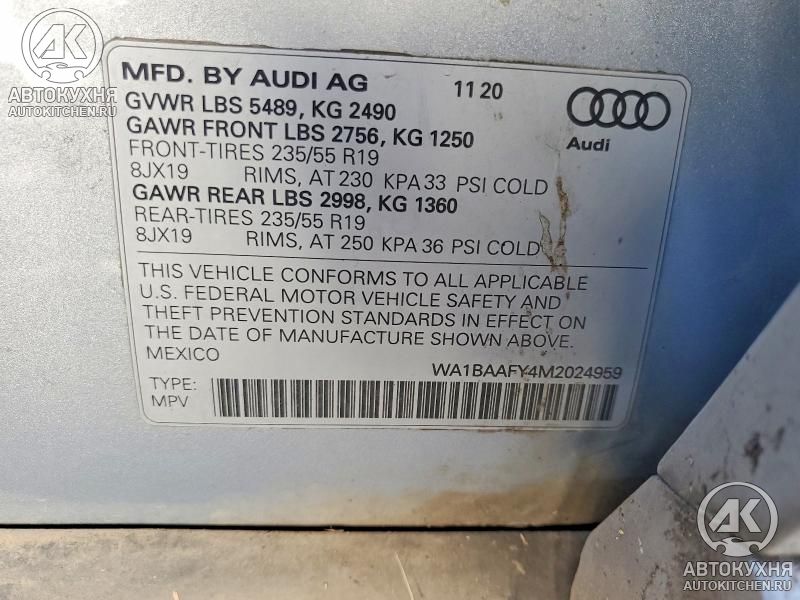 AK
АВТОКУХНЯ
AUTOKITCHEN.RU
MFD. BY AUDI AG 11 20
GVWR LBS 5489, KG 2490
GAWR FRONT LBS 2756, KG 1250
FRONT-TIRES 235/55 R19
8JX19 RIMS, AT 230 KPA 33 PSI COLD
GAWR REAR LBS 2998, KG 1360
REAR-TIRES 235/55 R19
8JX19 RIMS, AT 250 KPA 36 PSI COLD
Audi
THIS VEHICLE CONFORMS TO ALL APPLICABLE
U.S. FEDERAL MOTOR VEHICLE SAFETY AND
THEFT PREVENTION STANDARDS IN EFFECT ON
THE DATE OF MANUFACTURE SHOWN ABOVE.
MEXICO WA1BAAFY4M2024959
TYPE:
MPV
AK
АВТОКУХНЯ
AUTOKITCHEN.RU